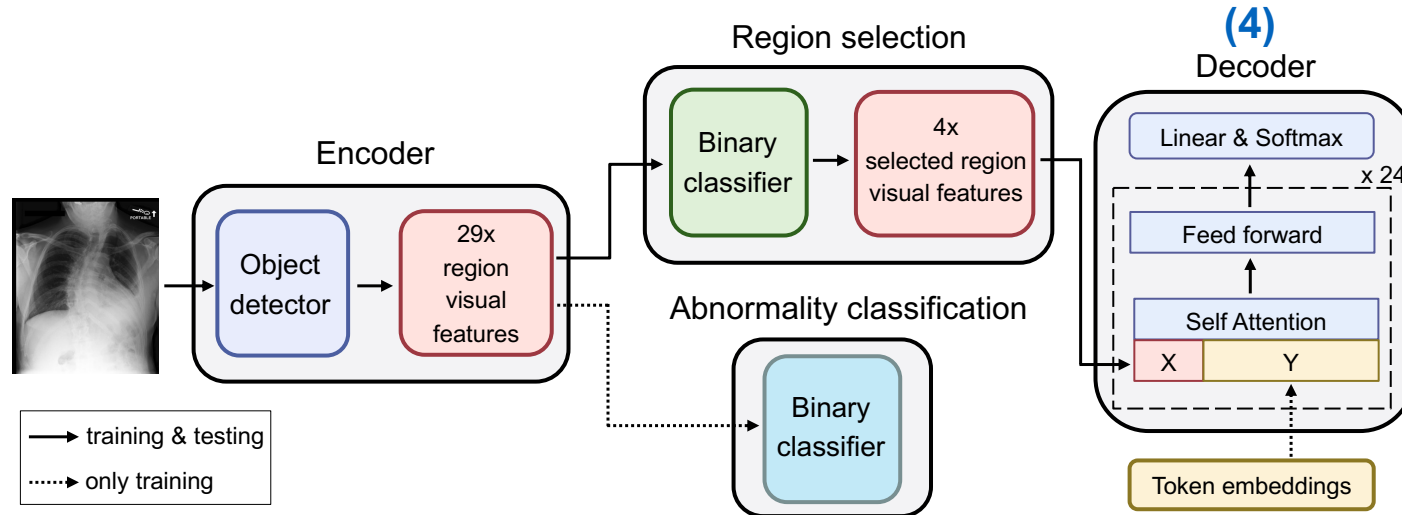 (4)
Region selection
Decoder
Encoder
Binary
classifier
4x
selected region
visual features
Linear & Softmax
x 24
Feed forward
Self Attention
X
Y
Token embeddings
PORTABLE
Object
detector
29x
region
visual
features
Abnormality classification
Binary
classifier
training & testing
only training